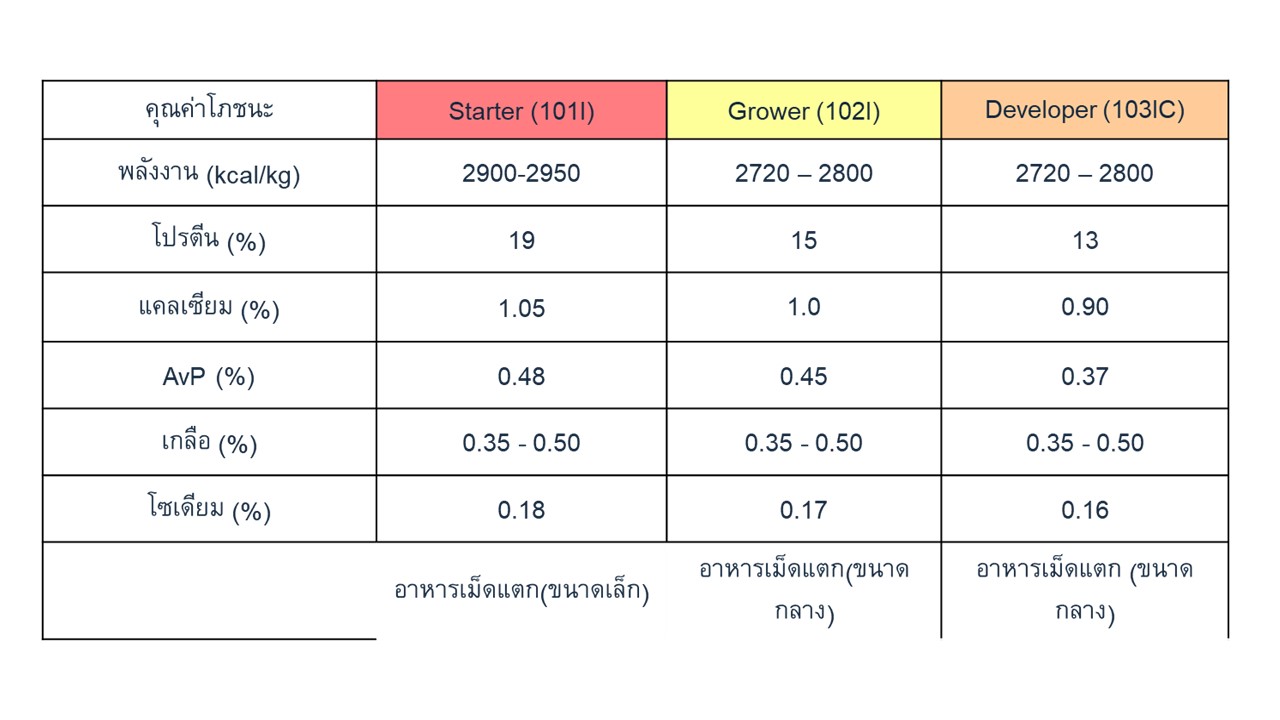 คุณค่าโภชนะ Starter (101I) Grower (102I) Developer (103IC)
พลังงาน (kcal/kg) 2900-2950 2720 – 2800 2720 – 2800
โปรตีน (%) 19 15 13
แคลเซียม (%) 1.05 1.0 0.90
AvP (%) 0.48 0.45 0.37
เกลือ (%) 0.35 - 0.50 0.35 - 0.50 0.35 - 0.50
โซเดียม (%) 0.18 0.17 0.16
อาหารเม็ดแตก(ขนาดเล็ก)
อาหารเม็ดแตก(ขนาด
กลาง)
อาหารเม็ดแตก (ขนาด
กลาง)